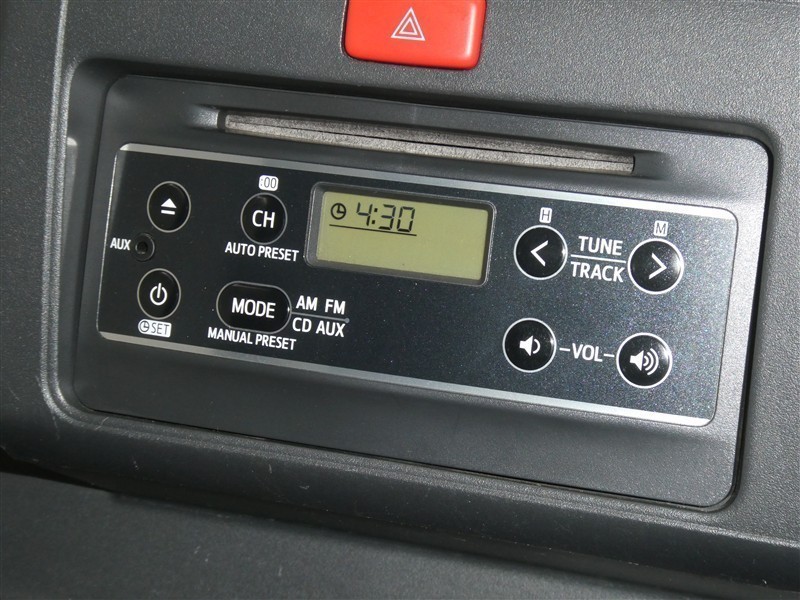 :00
CH
AUTO PRESET
AUX
SET
MODE
MANUAL PRESET
AM FM
CD AUX
4:30
H
M
TUNE
TRACK
-VOL-